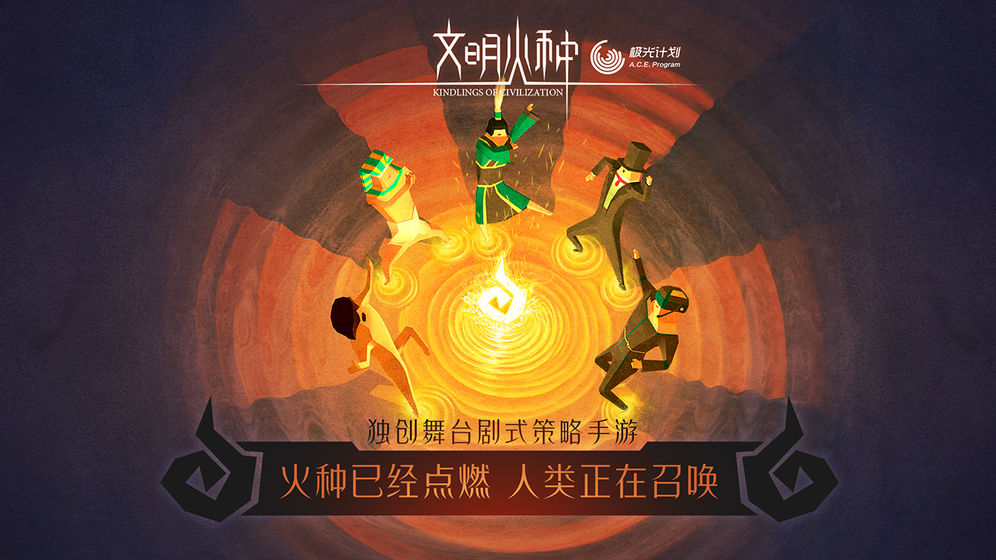 文明火种
KINDLINGS OF CIVILIZATION
极光计划
A.C.E. Program
独创舞台剧式策略手游
火种已经点燃 人类正在召唤